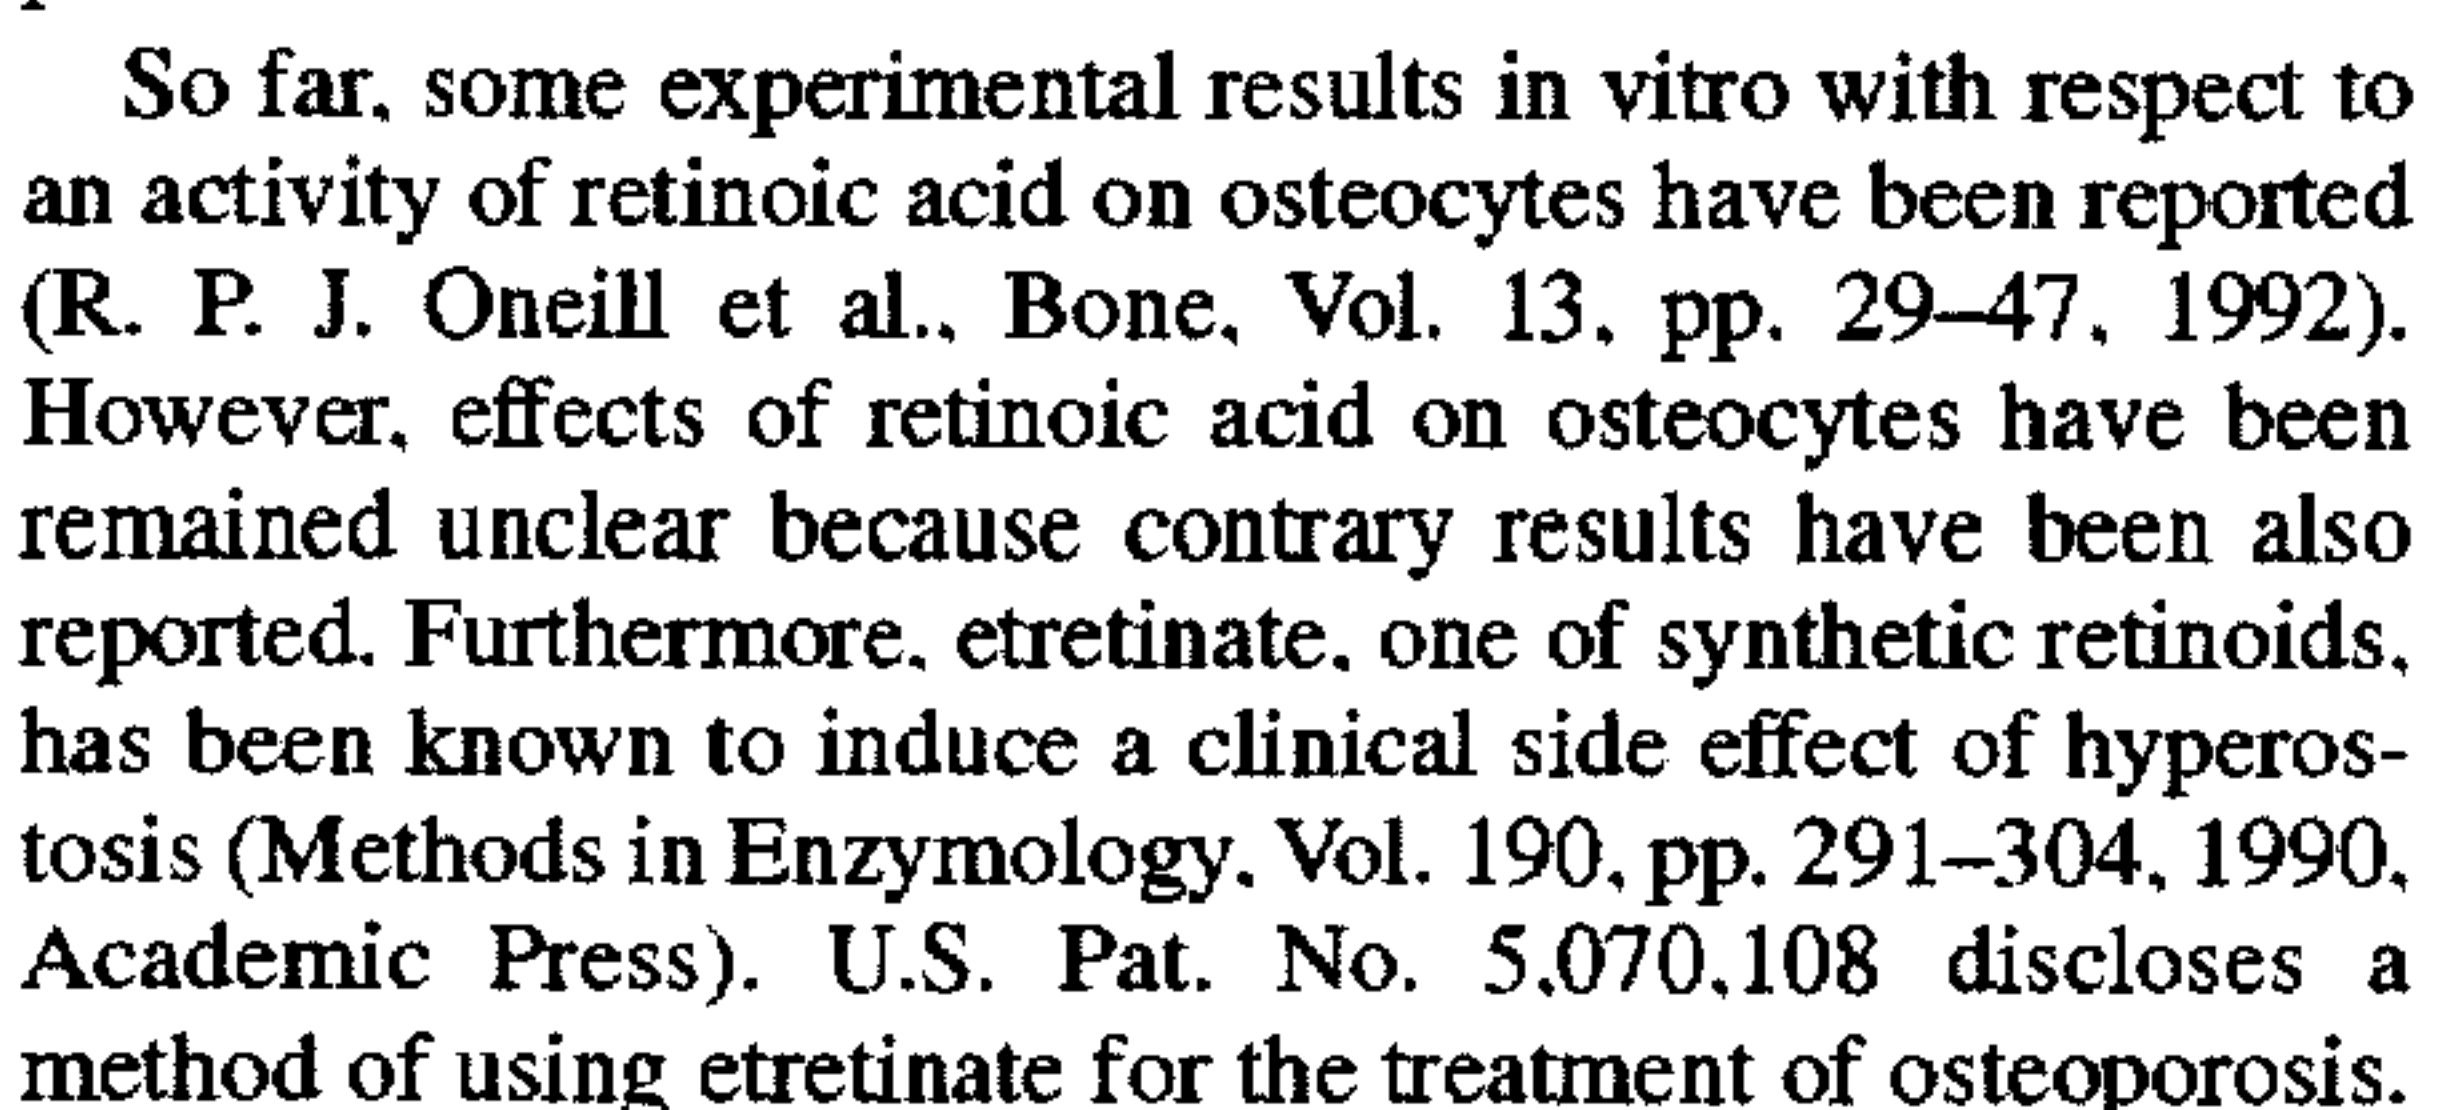 So far, some experimental results in vitro with respect to
an activity of retinoic acid on osteocytes have been reported
(R. P. J. Oneill et al., Bone, Vol. 13, pp. 29–47, 1992).
However, effects of retinoic acid on osteocytes have been
remained unclear because contrary results have been also
reported. Furthermore, etretinate, one of synthetic retinoids,
has been known to induce a clinical side effect of hyperos-
tosis (Methods in Enzymology, Vol. 190, pp. 291–304, 1990,
Academic Press). U.S. Pat. No. 5,070,108 discloses a
method of using etretinate for the treatment of osteoporosis.